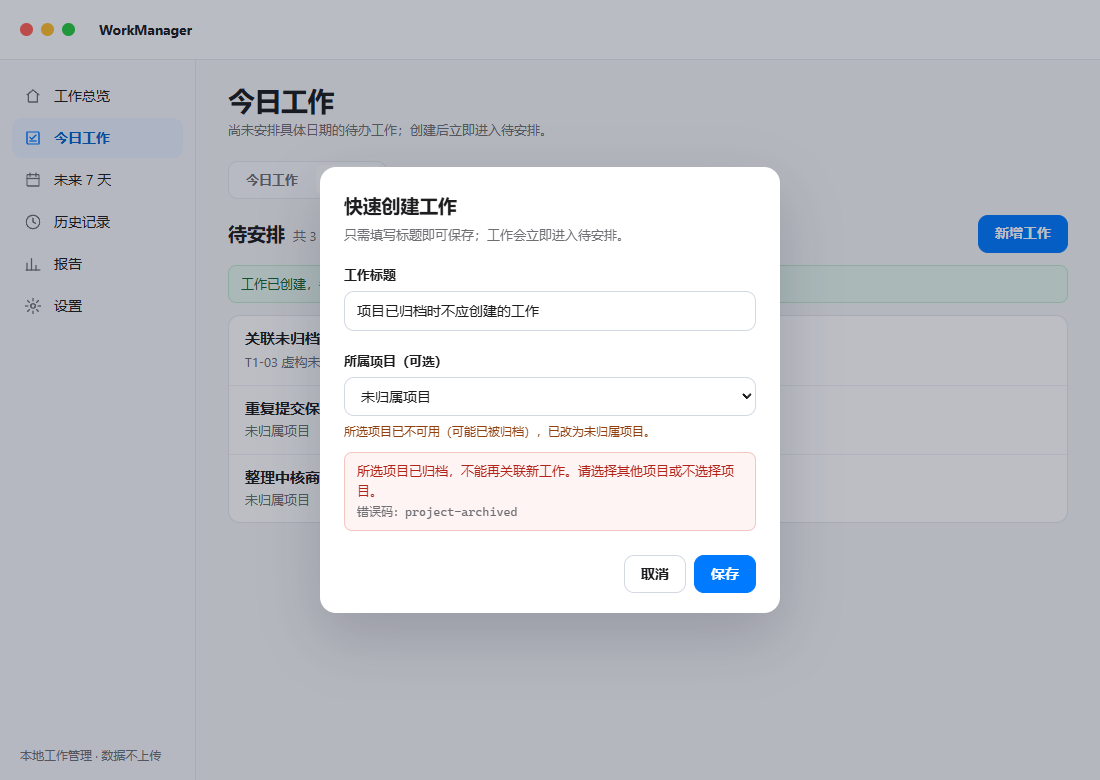 WorkManager
工作总览
今日工作
未来 7 天
历史记录
报告
设置
本地工作管理 · 数据不上传
今日工作
尚未安排具体日期的待办工作；创建后立即进入待安排。
今日工作
待安排 共 3
新增工作
工作已创建，
关联未归档
T1-03 虚构未
重复提交保
未归属项目
整理中核商
未归属项目
快速创建工作
只需填写标题即可保存；工作会立即进入待安排。
工作标题
项目已归档时不应创建的工作
所属项目（可选）
未归属项目
所选项目已不可用（可能已被归档），已改为未归属项目。
所选项目已归档，不能再关联新工作。请选择其他项目或不选择项
目。
错误码: project-archived
取消
保存